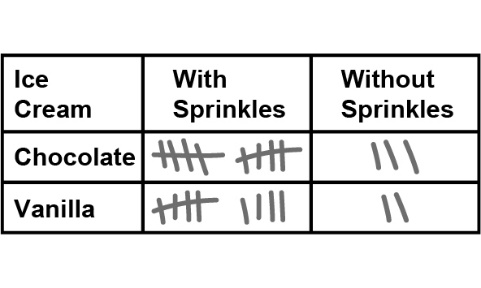 Ice
Cream
With
Sprinkles
Without
Sprinkles
Chocolate
Vanilla